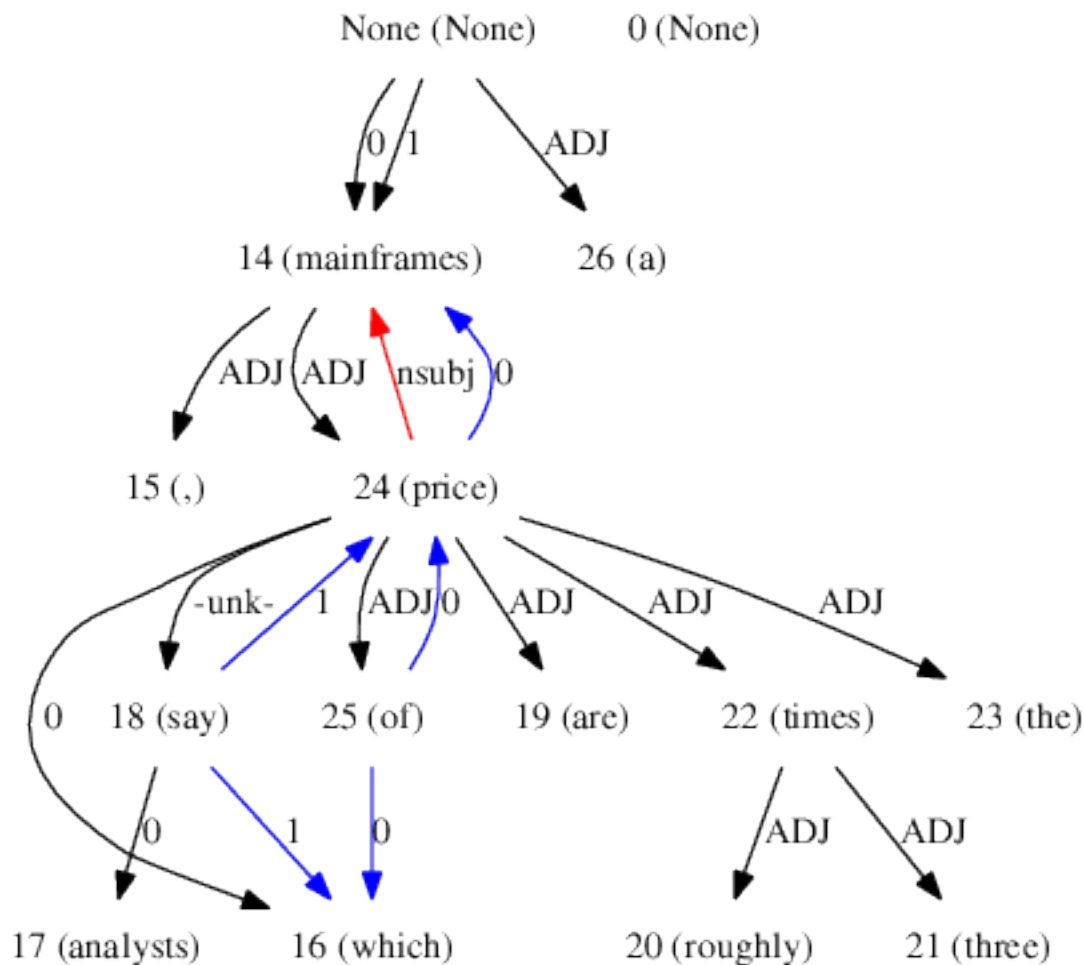 None (None) 0 (None)
0 1 ADJ
14 (mainframes) 26 (a)
ADJ ADJ nsubj 0
15 (,) 24 (price)
-unk- 1 ADJ 0 ADJ ADJ ADJ
0 18 (say) 25 (of) 19 (are) 22 (times) 23 (the)
0 1 0 ADJ ADJ
17 (analysts) 16 (which) 20 (roughly) 21 (three)